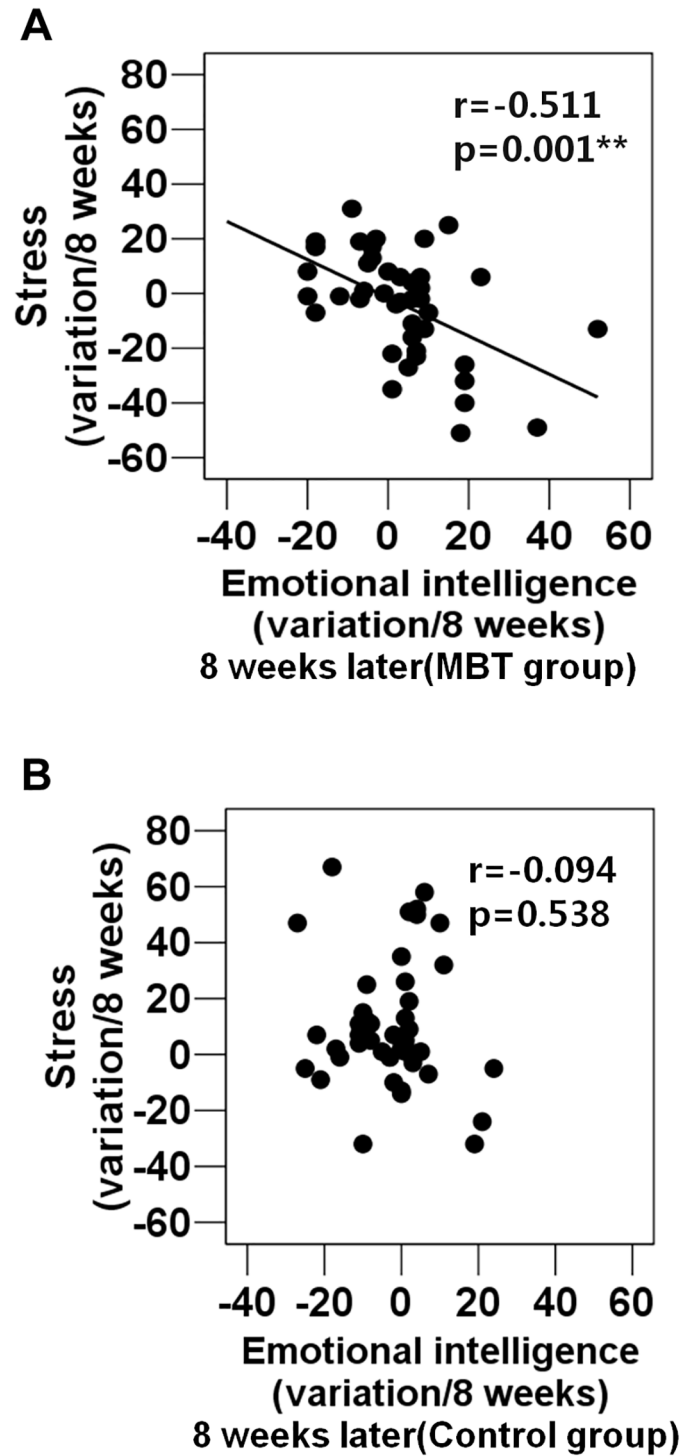 A
Stress
(variation/8 weeks)
80
60
40
20
0
-20
-40
-60
r=-0.511
p=0.001**
-40 -20 0 20 40 60
Emotional intelligence
(variation/8 weeks)
8 weeks later(MBT group)
B
Stress
(variation/8 weeks)
80
60
40
20
0
-20
-40
-60
r=-0.094
p=0.538
-40 -20 0 20 40 60
Emotional intelligence
(variation/8 weeks)
8 weeks later(Control group)